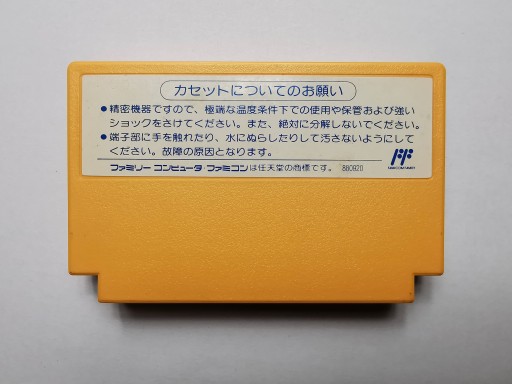 カセットについてのお願い
●精密機器ですので、極端な温度条件下での使用や保管および強い
ショックをさけてください。また、絶対に分解しないでください。
●端子部に手を触れたり、水にぬらしたりして汚さないようにして
ください。故障の原因となります。
ファミリーコンピュータ ファミコンは任天堂の商標です。